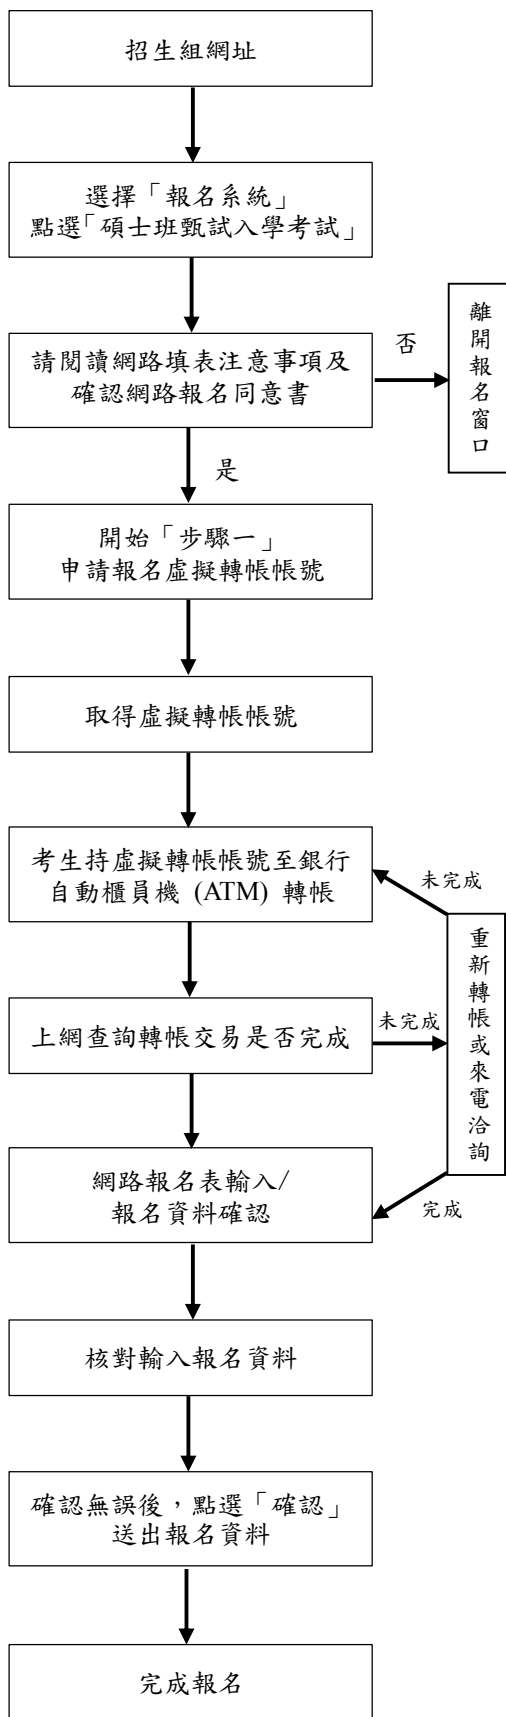 招生組網址
選擇「報名系統」
點選「碩士班甄試入學考試」
請閱讀網路填表注意事項及
確認網路報名同意書
否
離開報名窗口
是
開始「步驟一」
申請報名虛擬轉帳帳號
取得虛擬轉帳帳號
考生持虛擬轉帳帳號至銀行
自動櫃員機 (ATM) 轉帳
未完成
上網查詢轉帳交易是否完成
未完成
重新轉帳或來電洽詢
網路報名表輸入/
報名資料確認
完成
核對輸入報名資料
確認無誤後，點選「確認」
送出報名資料
完成報名